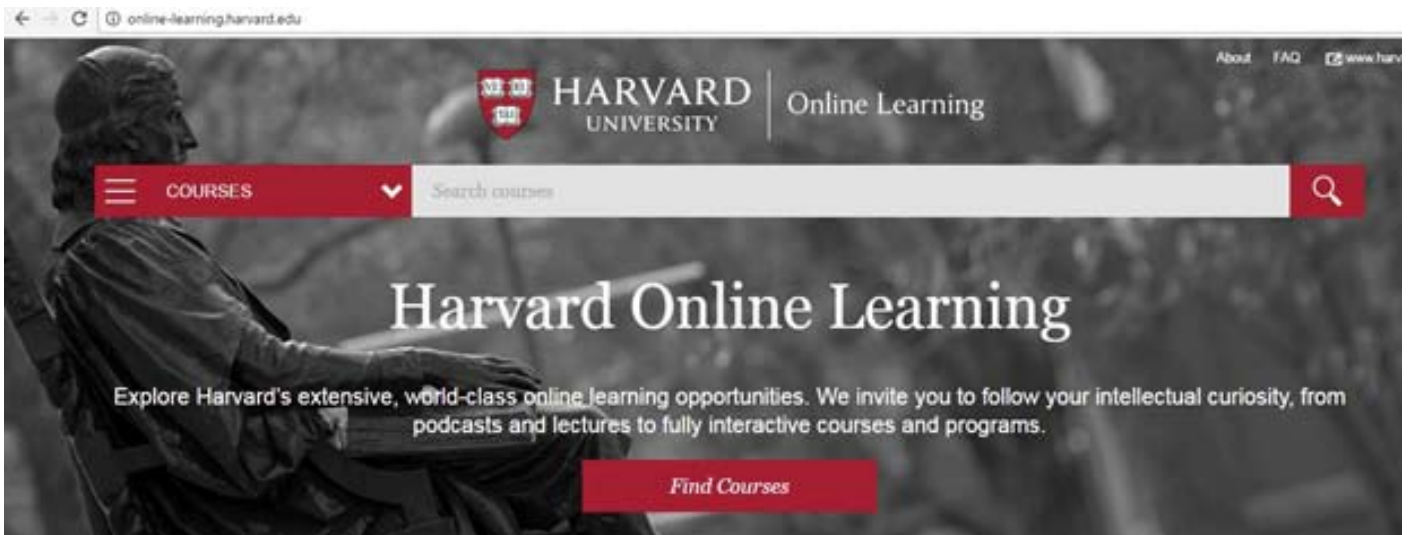 online-learning.harvard.edu
About FAQ
HARVARD
UNIVERSITY
Online Learning
COURSES
Search courses
Harvard Online Learning
Explore Harvard's extensive, world-class online learning opportunities. We invite you to follow your intellectual curiosity, from
podcasts and lectures to fully interactive courses and programs.
Find Courses